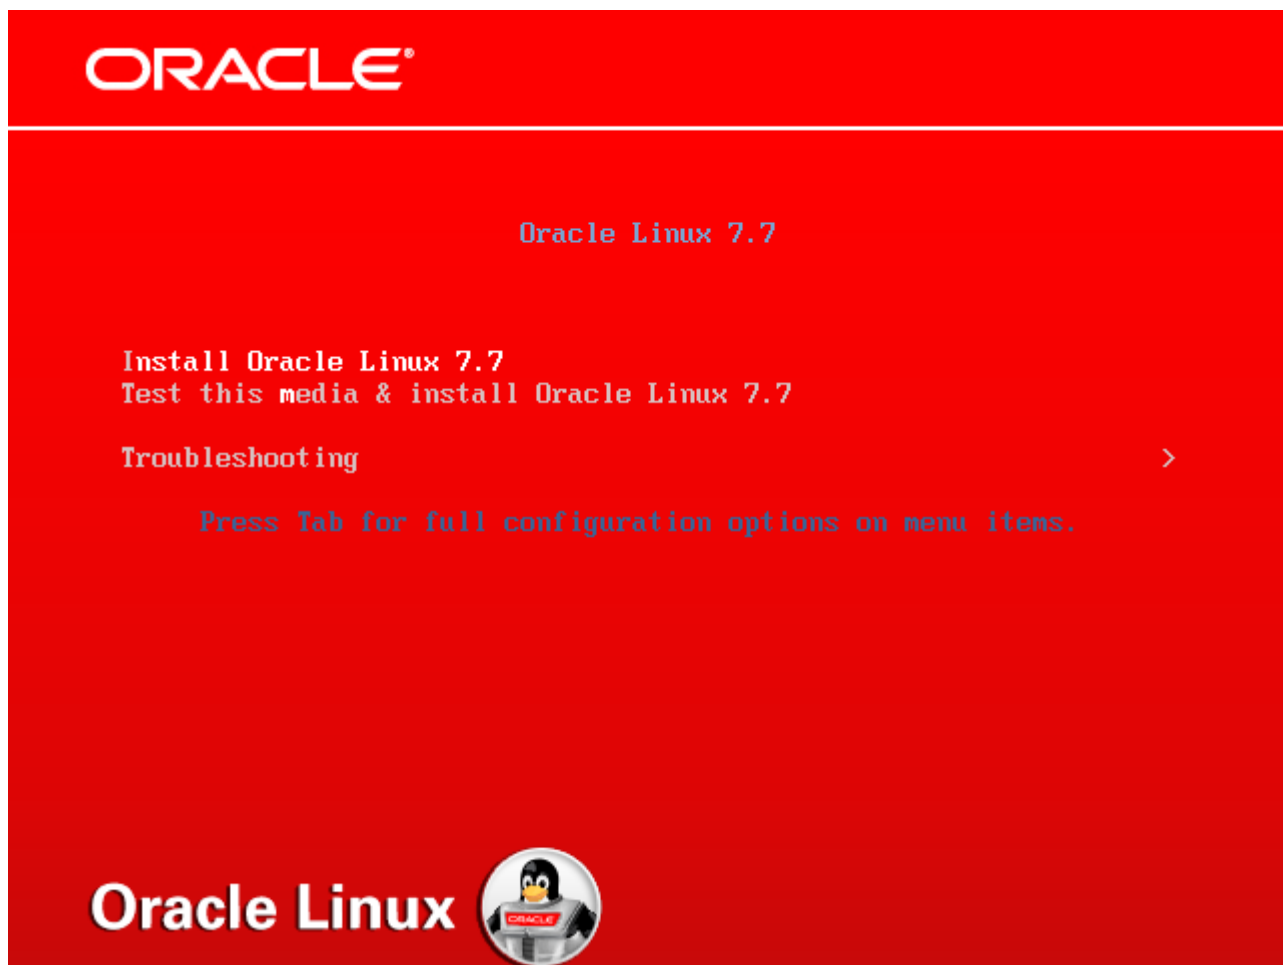 ORACLE®
Oracle Linux 7.7
Install Oracle Linux 7.7
Test this media & install Oracle Linux 7.7
Troubleshooting >
Press Tab for full configuration options on menu items.
Oracle Linux
ORACLE